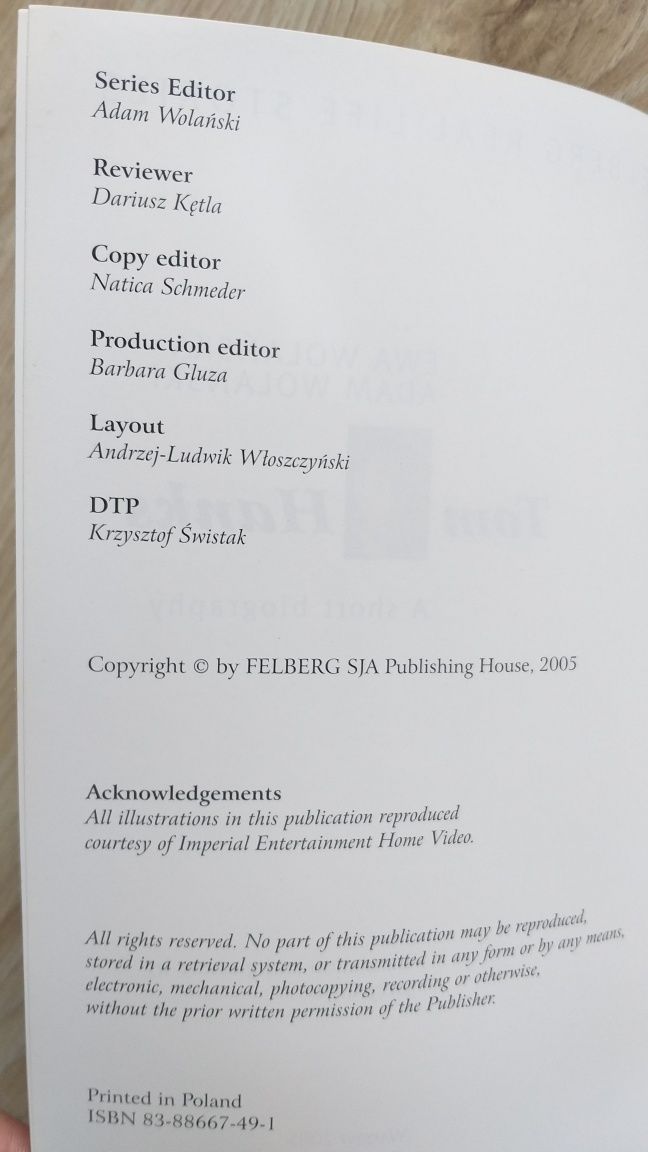 Series Editor
Adam Wolański
Reviewer
Dariusz Kętla
Copy editor
Natica Schmeder
Production editor
Barbara Gluza
Layout
Andrzej-Ludwik Włoszczyński
DTP
Krzysztof Świstak
Copyright © by FELBERG SJA Publishing House, 2005
Acknowledgements
All illustrations in this publication reproduced
courtesy of Imperial Entertainment Home Video.
All rights reserved. No part of this publication may be reproduced,
stored in a retrieval system, or transmitted in any form or by any means,
electronic, mechanical, photocopying, recording or otherwise,
without the prior written permission of the Publisher.
Printed in Poland
ISBN 83-88667-49-1